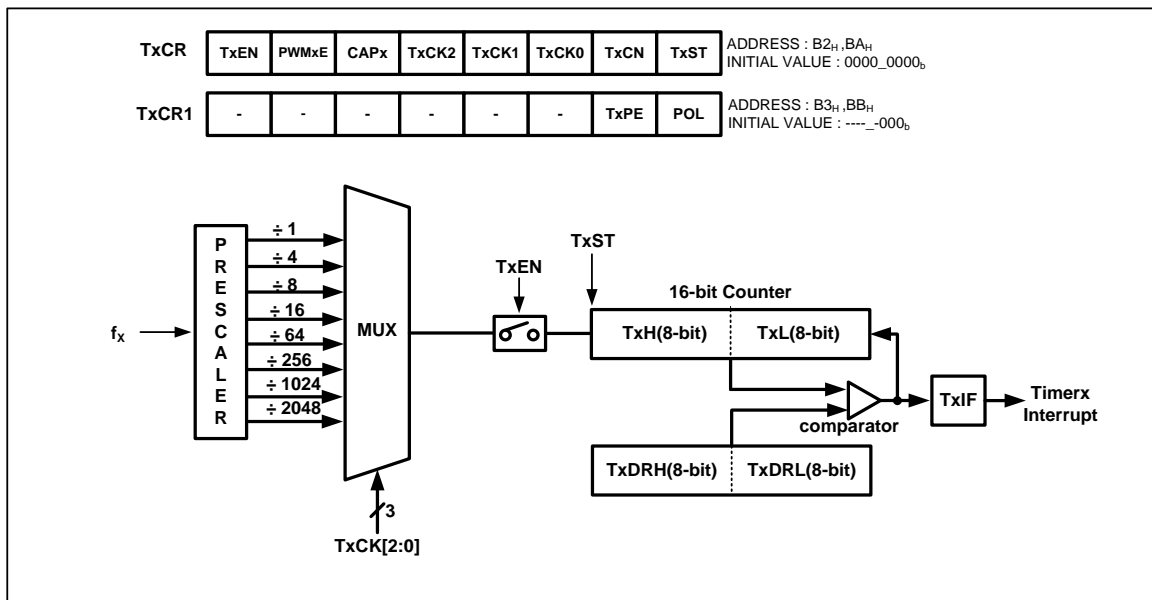 TxCR TxEN PWMxE CAPx TxCK2 TxCK1 TxCK0 TxCN TxST
ADDRESS : B2H ,BAH
INITIAL VALUE : 0000_0000b
TxCR1 - - - - - - TxPE POL
ADDRESS : B3H ,BBH
INITIAL VALUE : ----_-000b
fX
P
R
E
S
C
A
L
E
R
÷ 1
÷ 4
÷ 8
÷ 16
÷ 64
÷ 256
÷ 1024
÷ 2048
MUX
3
TxCK[2:0]
TxEN
TxST
16-bit Counter
TxH(8-bit) TxL(8-bit)
comparator
TxDRH(8-bit) TxDRL(8-bit)
TxIF
Timerx
Interrupt